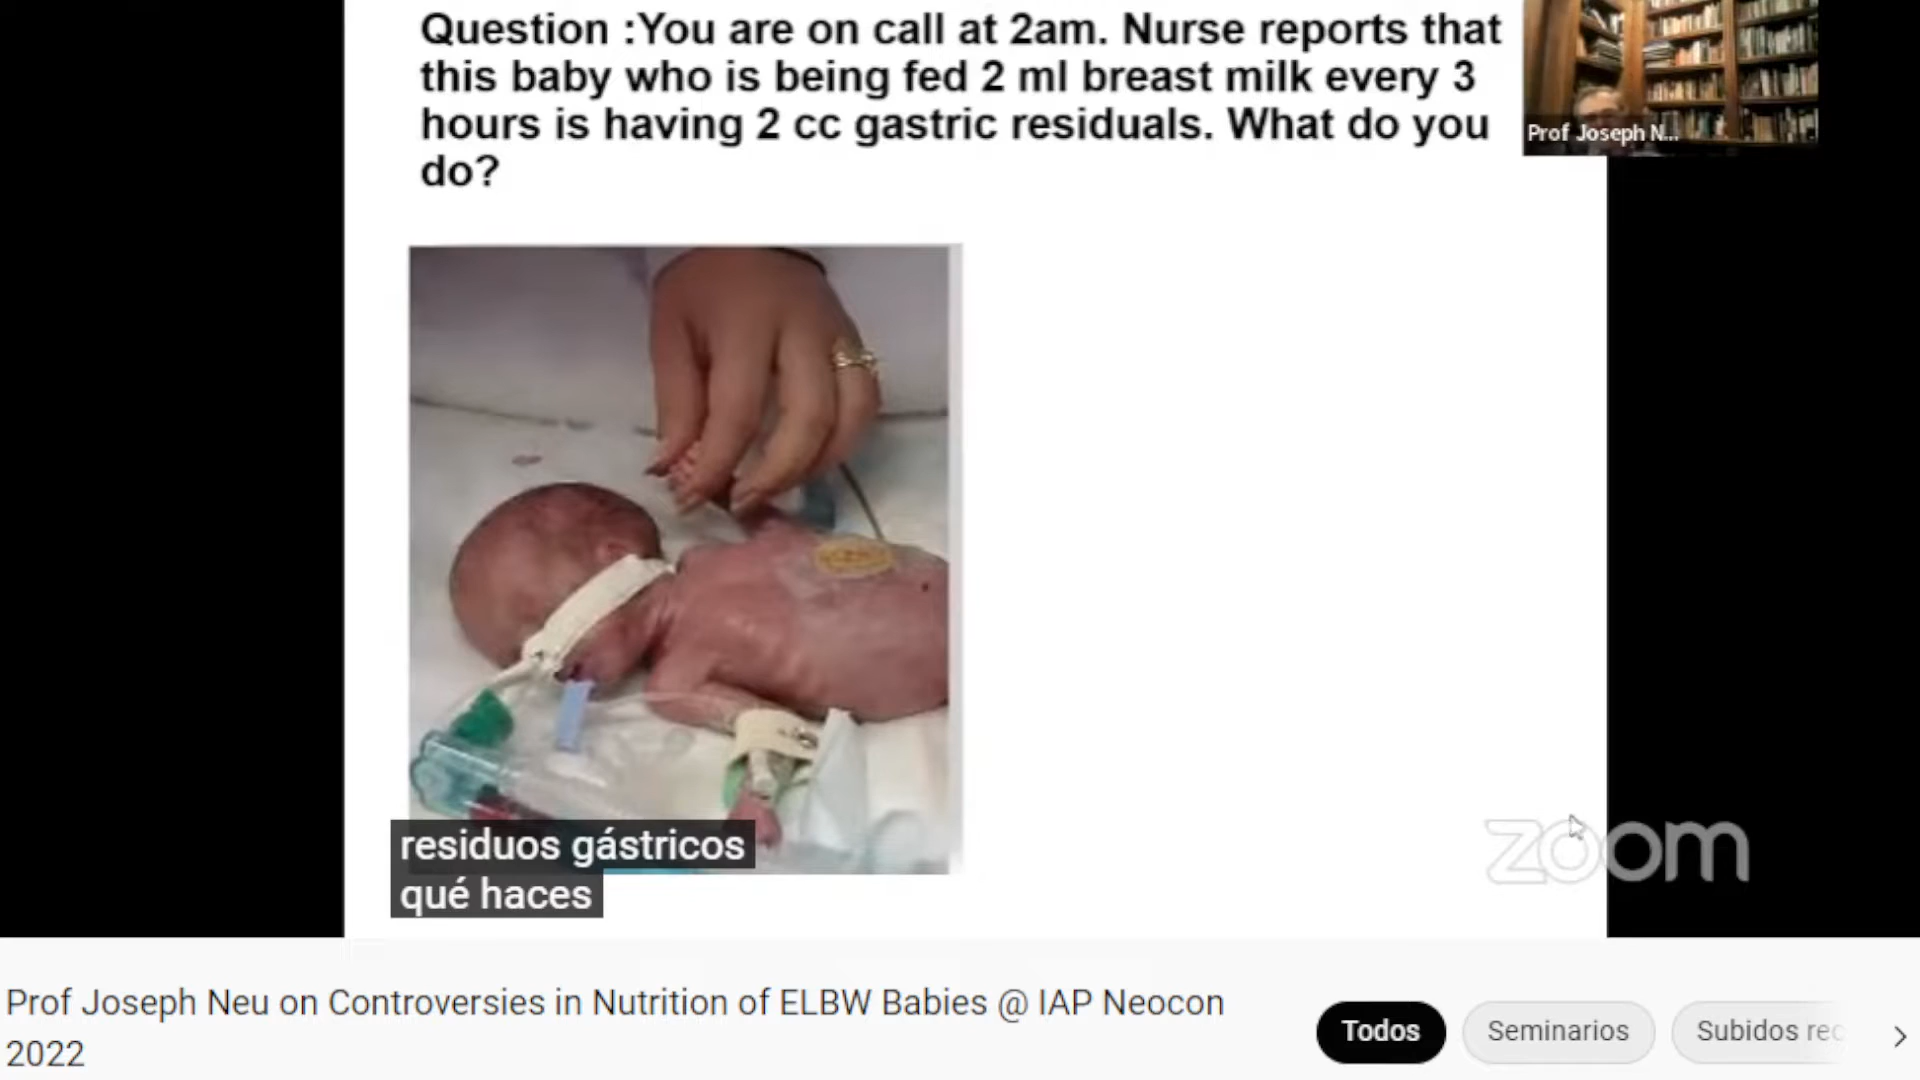 Question :You are on call at 2am. Nurse reports that
this baby who is being fed 2 ml breast milk every 3
hours is having 2 cc gastric residuals. What do you
do?
Prof Joseph N...
residuos gástricos
qué haces
zoom
Prof Joseph Neu on Controversies in Nutrition of ELBW Babies @ IAP Neocon
2022
Todos
Seminarios
Subidos rec